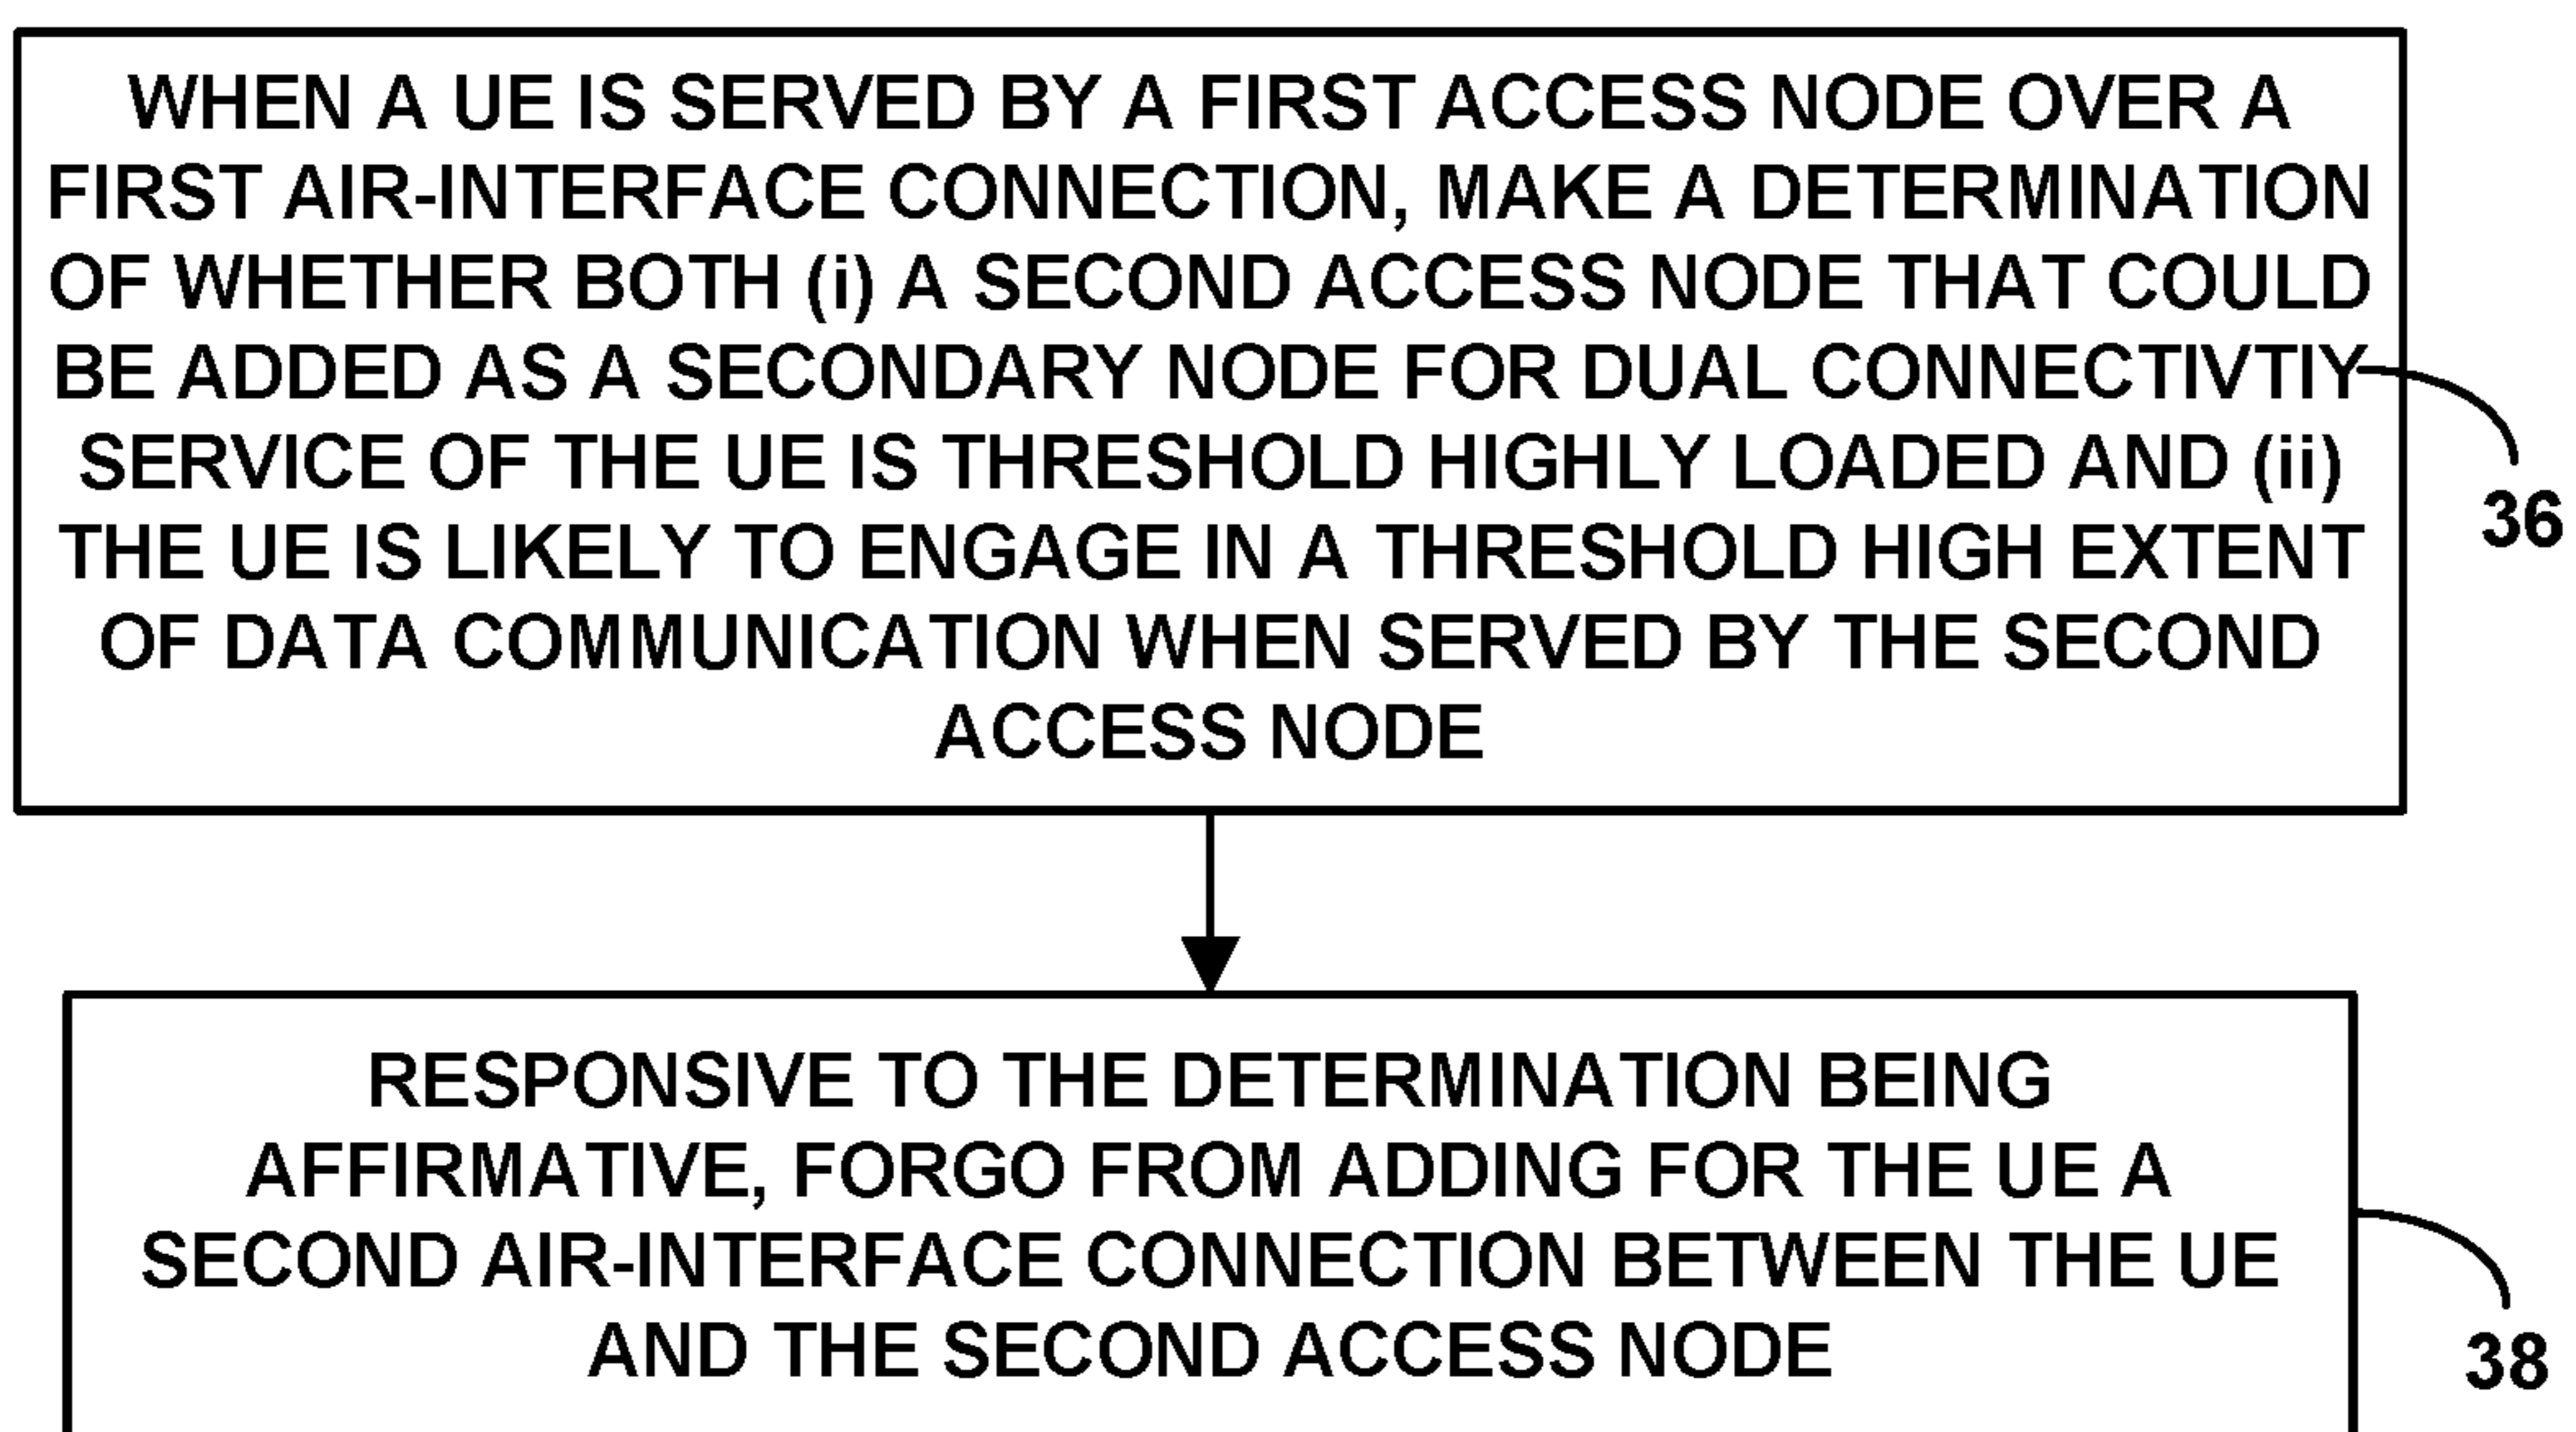 WHEN A UE IS SERVED BY A FIRST ACCESS NODE OVER A
FIRST AIR-INTERFACE CONNECTION, MAKE A DETERMINATION
OF WHETHER BOTH (i) A SECOND ACCESS NODE THAT COULD
BE ADDED AS A SECONDARY NODE FOR DUAL CONNECTIVTIY
SERVICE OF THE UE IS THRESHOLD HIGHLY LOADED AND (ii)
THE UE IS LIKELY TO ENGAGE IN A THRESHOLD HIGH EXTENT
OF DATA COMMUNICATION WHEN SERVED BY THE SECOND
ACCESS NODE
36
RESPONSIVE TO THE DETERMINATION BEING
AFFIRMATIVE, FORGO FROM ADDING FOR THE UE A
SECOND AIR-INTERFACE CONNECTION BETWEEN THE UE
AND THE SECOND ACCESS NODE
38